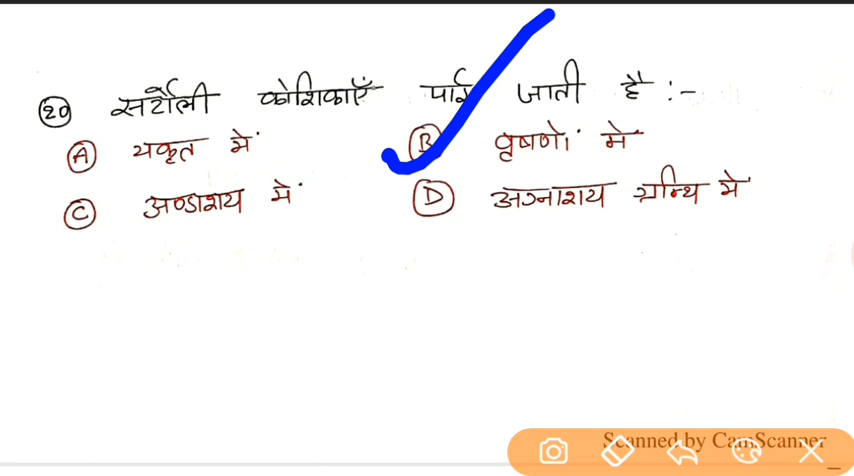 (20) सर्टोली कोशिकाएँ पाई जाती है :-
(A) यकृत में (B) वृषणों में
(C) अण्डाशय में (D) अग्नाशय ग्रन्थि में
Scanned by CamScanner